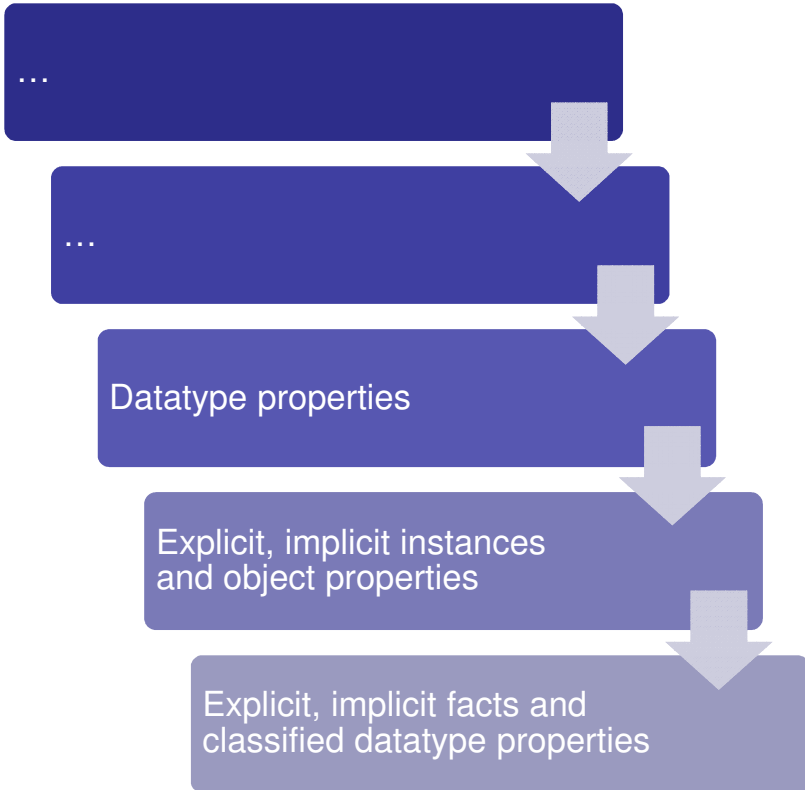 …
…
Datatype properties
Explicit, implicit instances
and object properties
Explicit, implicit facts and
classified datatype properties